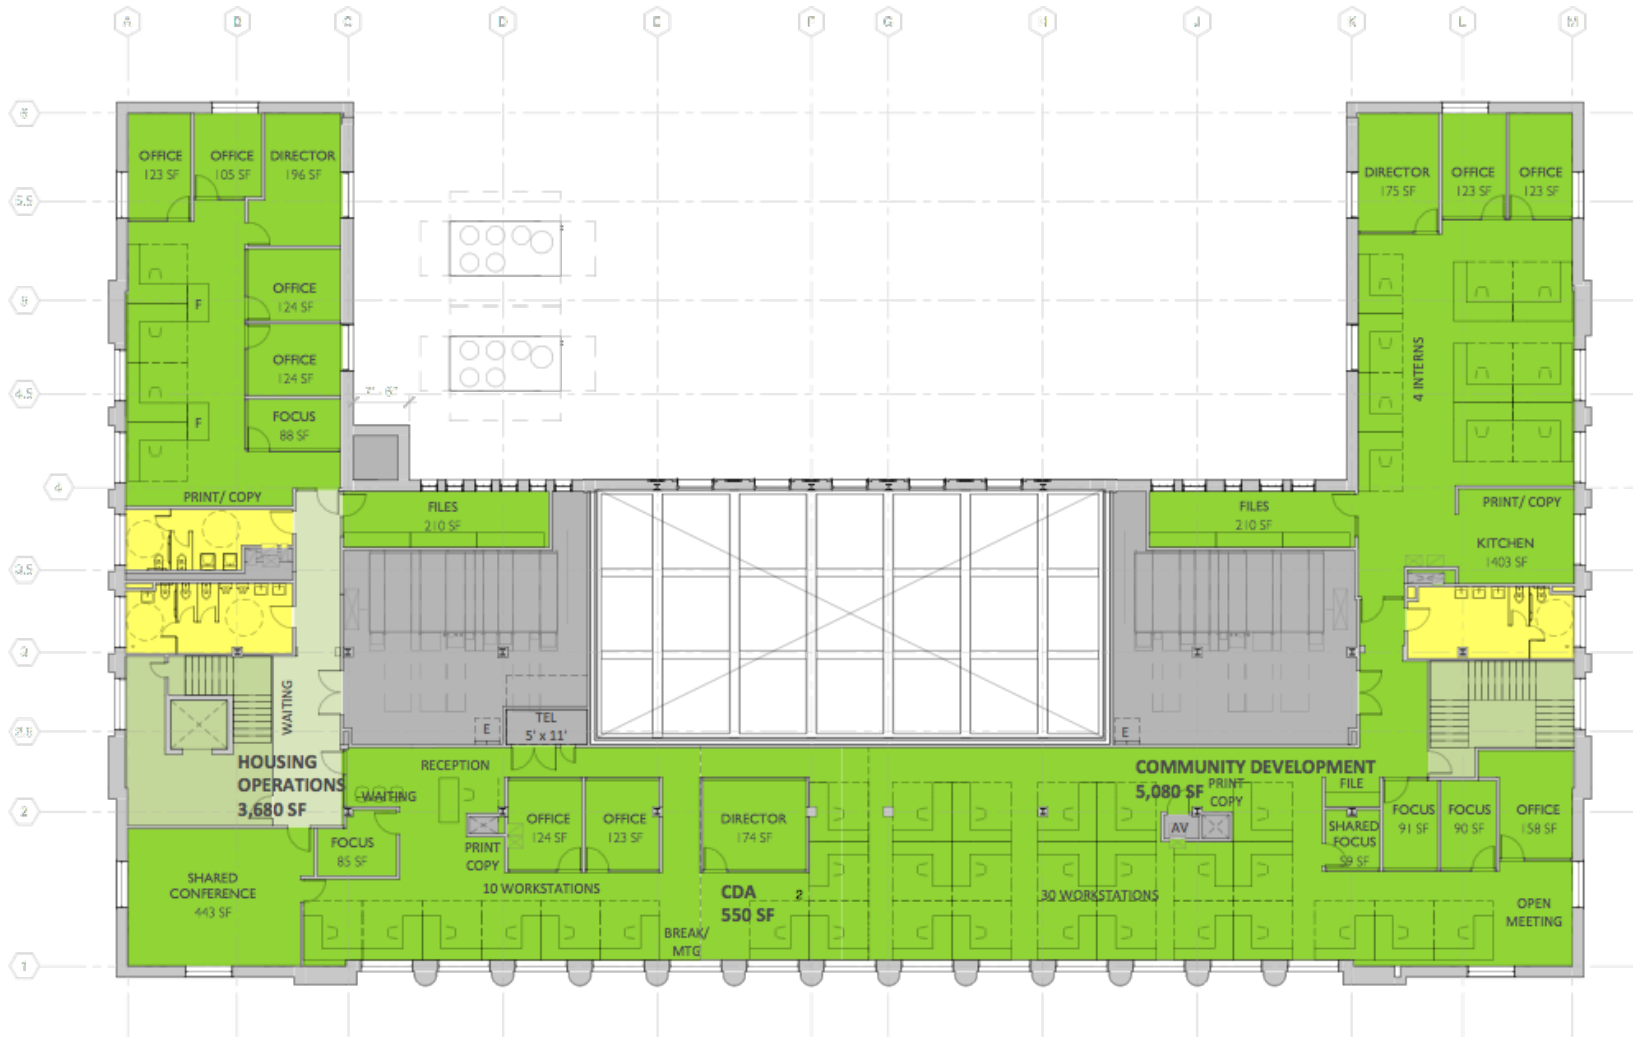 A B C D E F G H J K L M
6
OFFICE
123 SF
OFFICE
105 SF
DIRECTOR
196 SF
DIRECTOR
175 SF
OFFICE
123 SF
OFFICE
123 SF
5.5
5
OFFICE
124 SF
F
OFFICE
124 SF
4 INTERNS
4.5
FOCUS
88 SF
F
4
PRINT/ COPY
FILES
210 SF
FILES
210 SF
PRINT/ COPY
KITCHEN
1403 SF
3.5
3
WAITING
2.5
TEL
5' x 11'
E
E
HOUSING
OPERATIONS
3,680 SF
RECEPTION
WAITING
COMMUNITY DEVELOPMENT
5,080 SF
PRINT
COPY
FILE
2
OFFICE
124 SF
OFFICE
123 SF
DIRECTOR
174 SF
AV
SHARED
FOCUS
59 SF
FOCUS
91 SF
FOCUS
90 SF
OFFICE
158 SF
FOCUS
85 SF
PRINT
COPY
SHARED
CONFERENCE
443 SF
10 WORKSTATIONS
CDA
550 SF
2
30 WORKSTATIONS
OPEN
MEETING
BREAK/
MTG
1